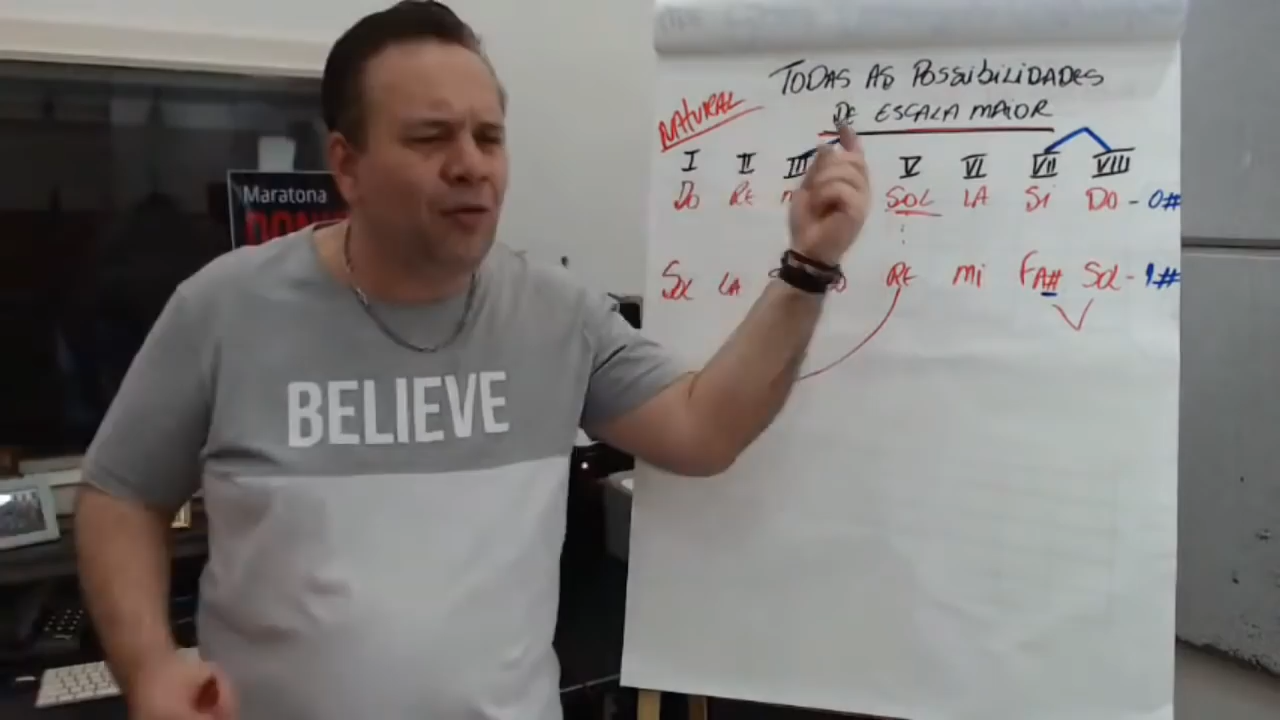 TODAS AS POSSIBILIDADES
DE ESCALA MAIOR
NATURAL
I II III V VI VII VIII
DO RE SOL LA Si DO - 0#
SOL LA RE Mi FA# SOL - 1#
Maratona
BELIEVE